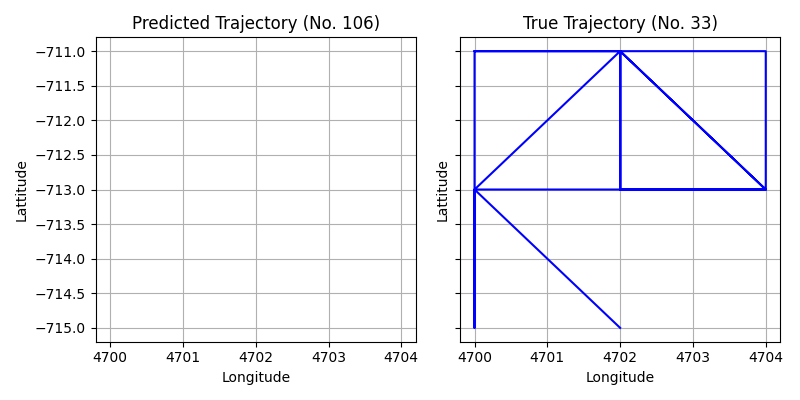 Predicted Trajectory (No. 106)
−711.0
−711.5
−712.0
−712.5
−713.0
−713.5
−714.0
−714.5
−715.0
Lattitude
4700 4701 4702 4703 4704
Longitude
True Trajectory (No. 33)
Lattitude
4700 4701 4702 4703 4704
Longitude